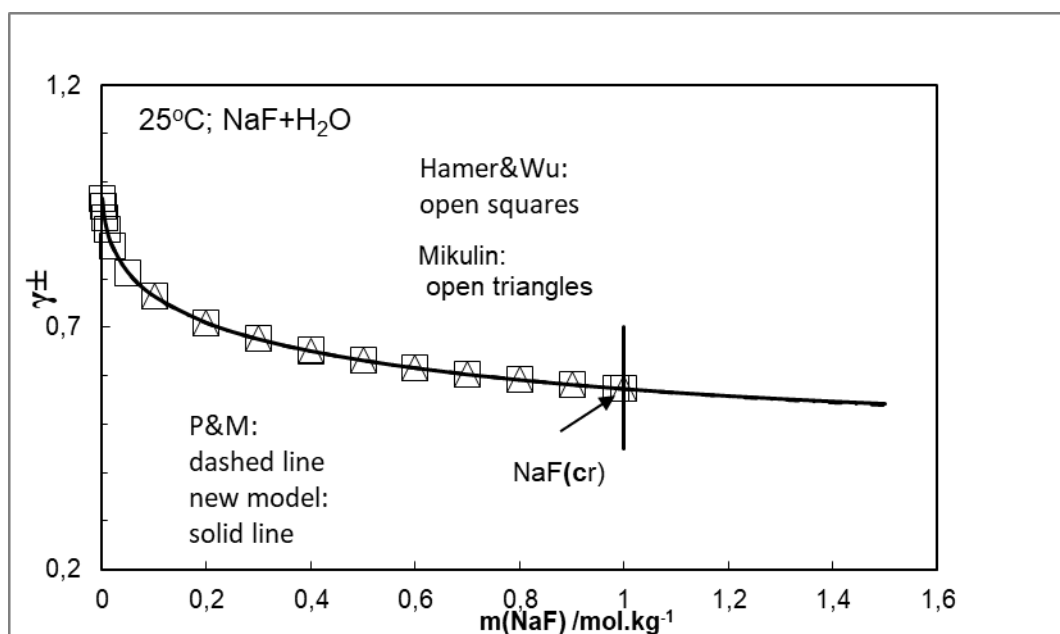 1,2
25°C; NaF+H₂O
Hamer&Wu:
open squares
Mikulin:
open triangles
γ±
0,7
P&M:
dashed line
new model:
solid line
NaF(cr)
0,2
0 0,2 0,4 0,6 0,8 1 1,2 1,4 1,6
m(NaF) /mol.kg⁻¹